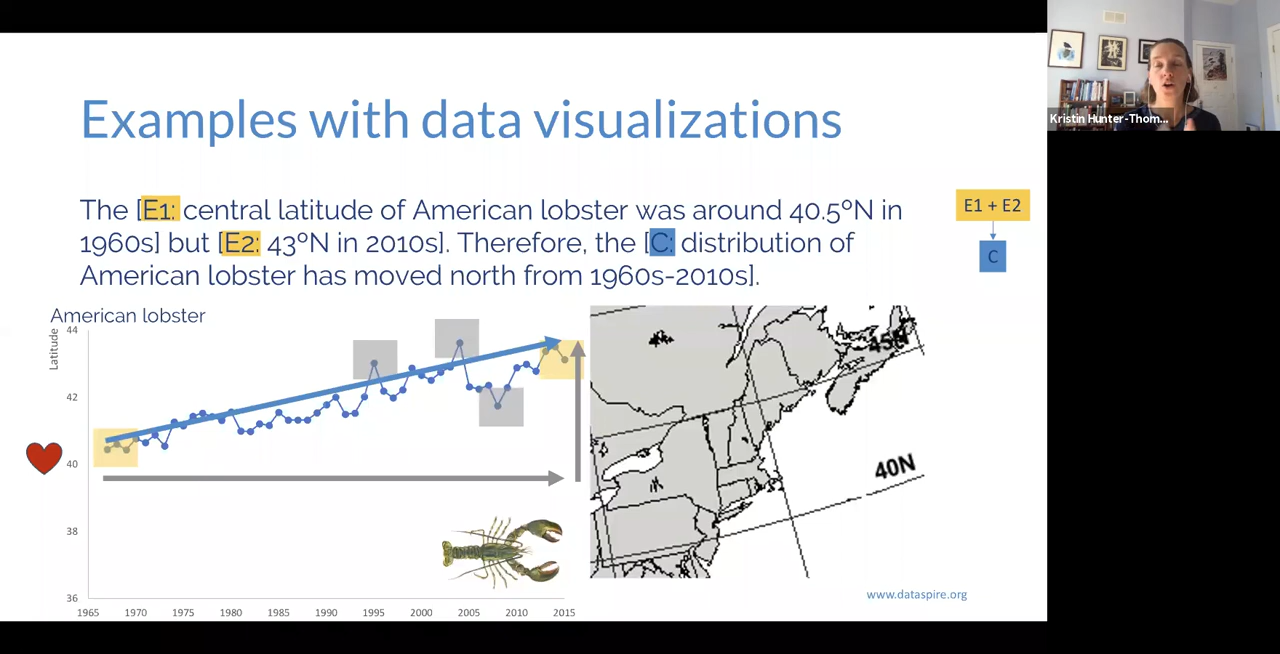 Examples with data visualizations
The [E1: central latitude of American lobster was around 40.5ºN in
1960s] but [E2: 43ºN in 2010s]. Therefore, the [C: distribution of
American lobster has moved north from 1960s-2010s].
E1 + E2
C
American lobster
Latitude
44
42
40
38
36
1965 1970 1975 1980 1985 1990 1995 2000 2005 2010 2015
45N
40N
www.dataspire.org
Kristin Hunter-Thom...